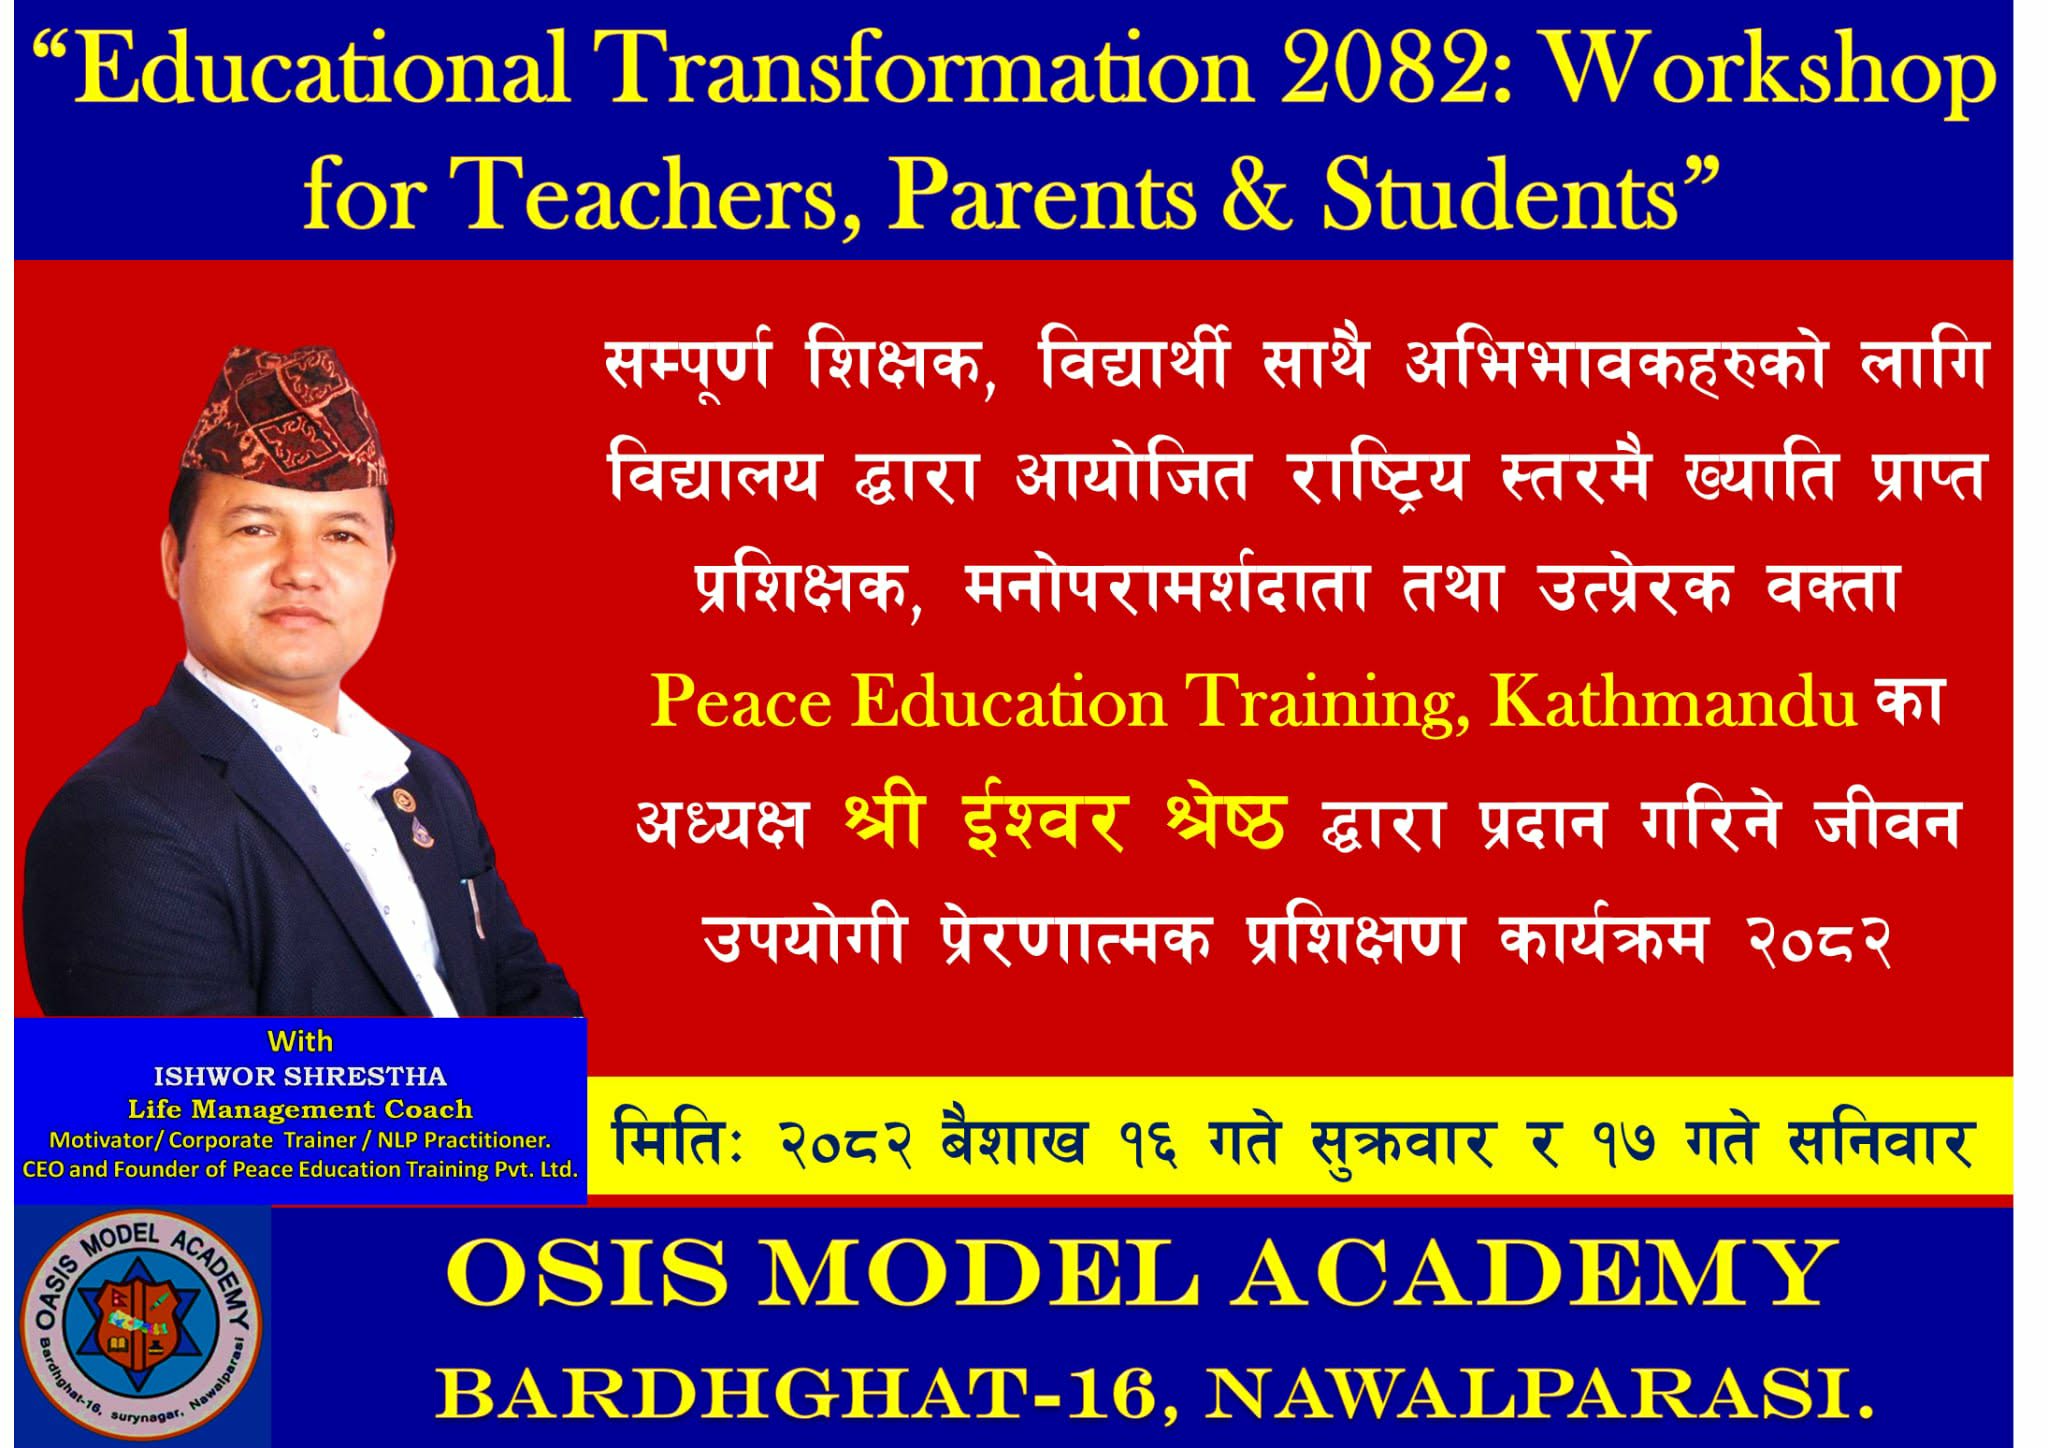 “Educational Transformation 2082: Workshop
for Teachers, Parents & Students”
सम्पूर्ण शिक्षक, विद्यार्थी साथै अभिभावकहरुको लागि
विद्यालय द्वारा आयोजित राष्ट्रिय स्तरमै ख्याति प्राप्त
प्रशिक्षक, मनोपरामर्शदाता तथा उत्प्रेरक वक्ता
Peace Education Training, Kathmandu का
अध्यक्ष श्री ईश्वर श्रेष्ठ द्वारा प्रदान गरिने जीवन
उपयोगी प्रेरणात्मक प्रशिक्षण कार्यक्रम २०८२
With
ISHWOR SHRESTHA
Life Management Coach
Motivator/ Corporate Trainer / NLP Practitioner.
CEO and Founder of Peace Education Training Pvt. Ltd.
मितिः २०८२ बैशाख १६ गते सुक्रवार र १७ गते सनिवार
OASIS MODEL ACADEMY
Bardhghat-16, surynagar, Nawalparasi
OSIS MODEL ACADEMY
BARDHGHAT-16, NAWALPARASI.